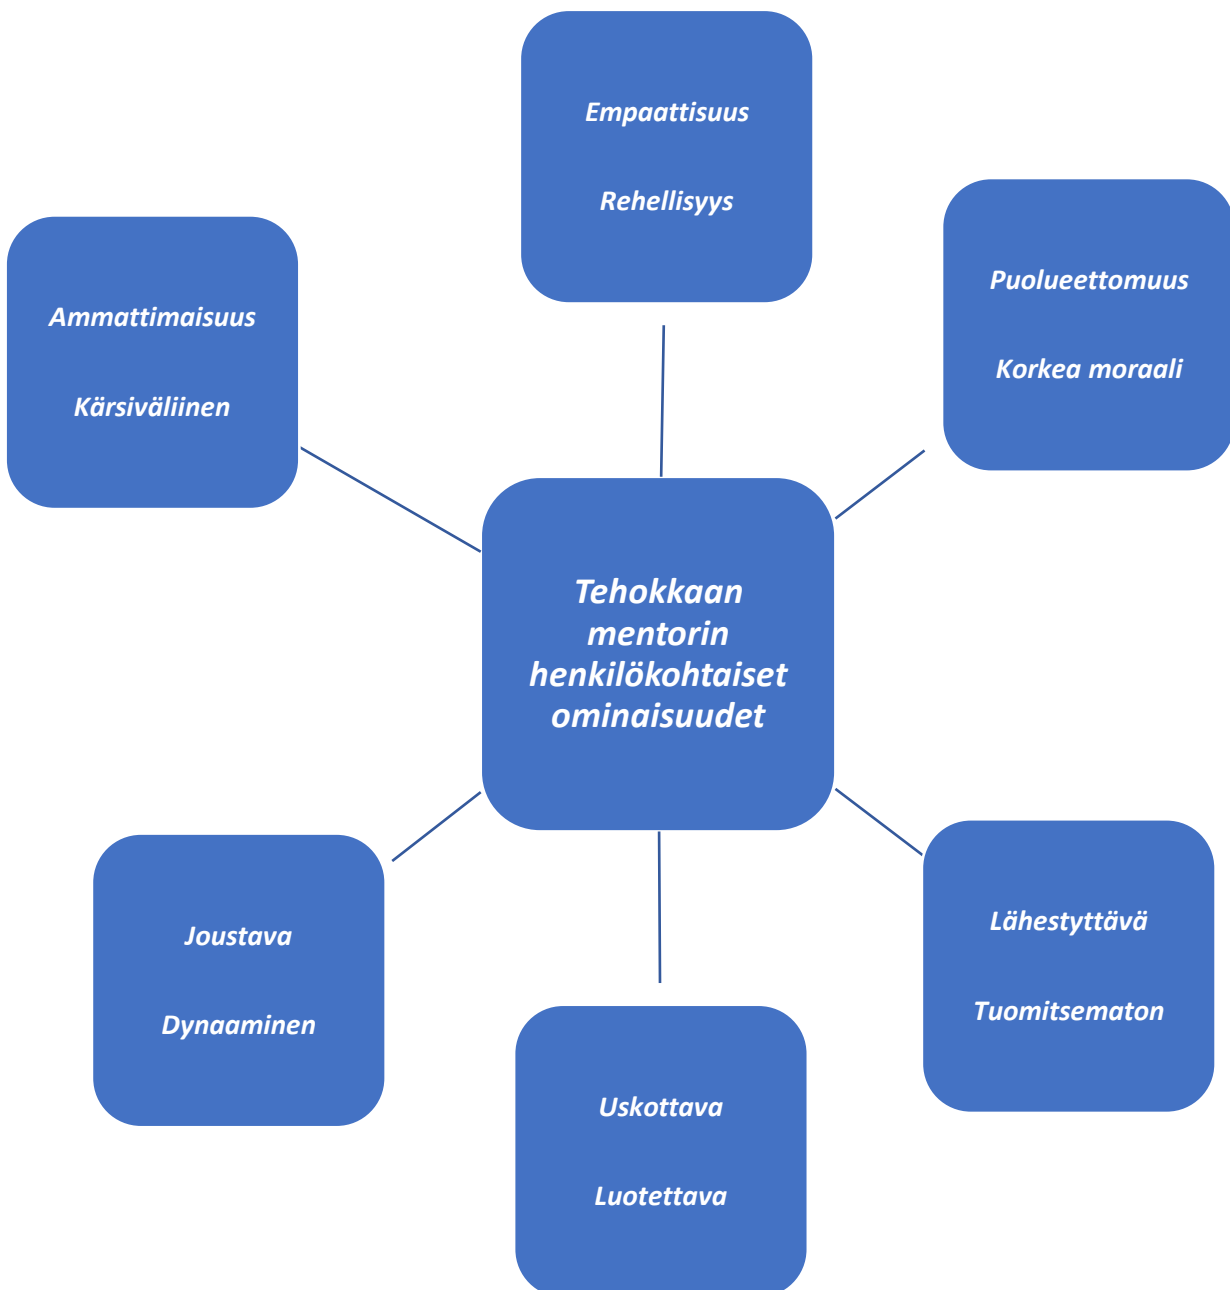 Empaattisuus
Rehellisyys
Puolueettomuus
Korkea moraali
Ammattimaisuus
Kärsiväliinen
Tehokkaan
mentorin
henkilökohtaiset
ominaisuudet
Joustava
Dynaaminen
Lähestyttävä
Tuomitsematon
Uskottava
Luotettava